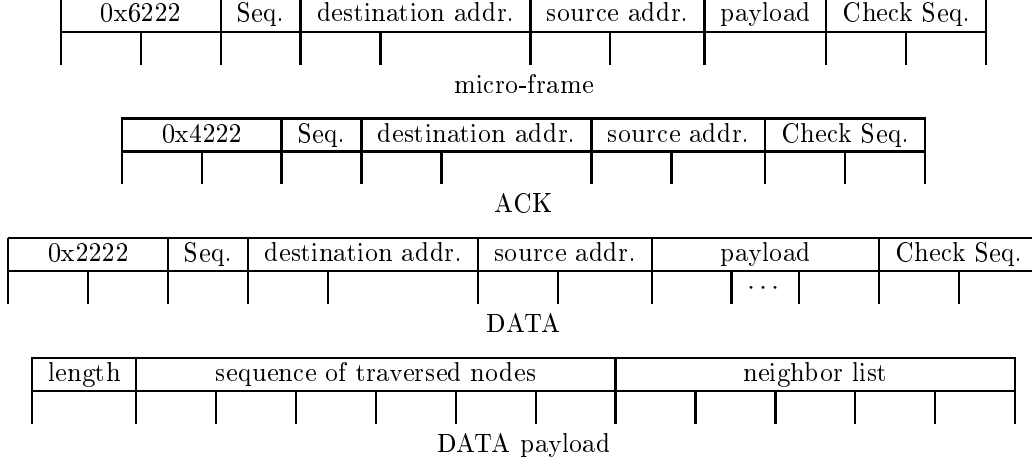 0x6222 Seq. destination addr. source addr. payload Check Seq.
micro-frame
0x4222 Seq. destination addr. source addr. Check Seq.
ACK
0x2222 Seq. destination addr. source addr. payload Check Seq.
...
DATA
length sequence of traversed nodes neighbor list
DATA payload